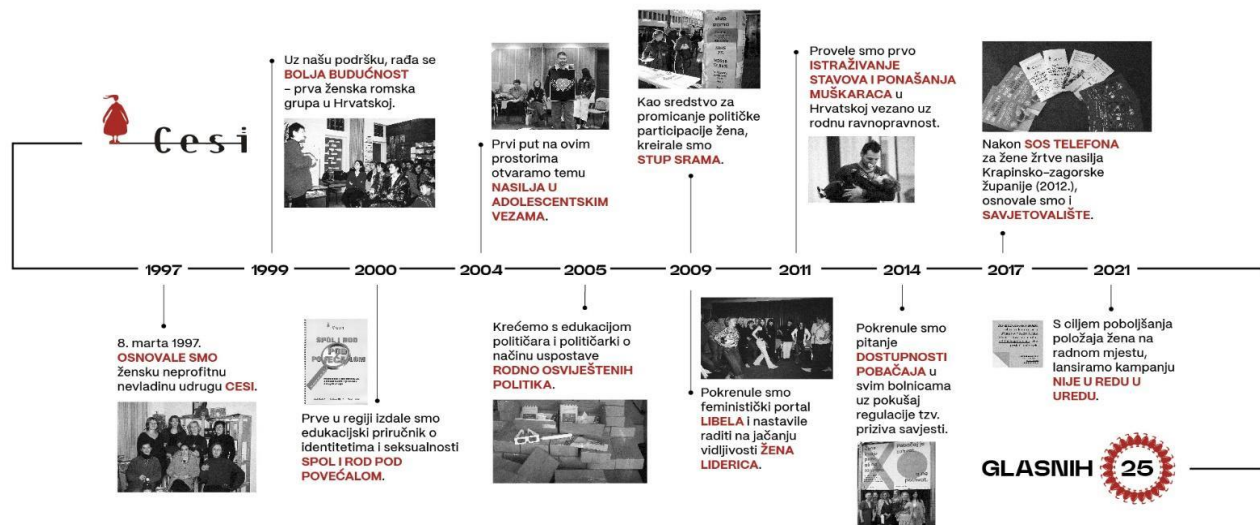 Cesi
Uz našu podršku, rađa se
BOLJA BUDUĆNOST
– prva ženska romska
grupa u Hrvatskoj.
Prvi put na ovim
prostorima
otvaramo temu
NASILJA U
ADOLESCENTSKIM
VEZAMA.
Kao sredstvo za
promicanje političke
participacije žena,
kreirale smo
STUP SRAMA.
Provele smo prvo
ISTRAŽIVANJE
STAVOVA I PONAŠANJA
MUŠKARACA u
Hrvatskoj vezano uz
rodnu ravnopravnost.
Nakon SOS TELEFONA
za žene žrtve nasilja
Krapinsko-zagorske
županije (2012.),
osnovale smo i
SAVJETOVALIŠTE.
1997 1999 2000 2004 2005 2009 2011 2014 2017 2021
8. marta 1997.
OSNOVALE SMO
žensku neprofitnu
nevladinu udrugu CESI.
SPOL I ROD
POD
POVEĆALOM
Prve u regiji izdale smo
edukacijski priručnik o
identitetima i seksualnosti
SPOL I ROD POD
POVEĆALOM.
Krećemo s edukacijom
političara i političarki o
načinu uspostave
RODNO OSVIJEŠTENIH
POLITIKA.
Pokrenule smo
feministički portal
LIBELA i nastavile
raditi na jačanju
vidljivosti ŽENA
LIDERICA.
Pokrenule smo
pitanje
DOSTUPNOSTI
POBAČAJA u
svim bolnicama
uz pokušaj
regulacije tzv.
priziva savjesti.
S ciljem poboljšanja
položaja žena na
radnom mjestu,
lansiramo kampanju
NIJE U REDU U
UREDU.
GLASNIH 25